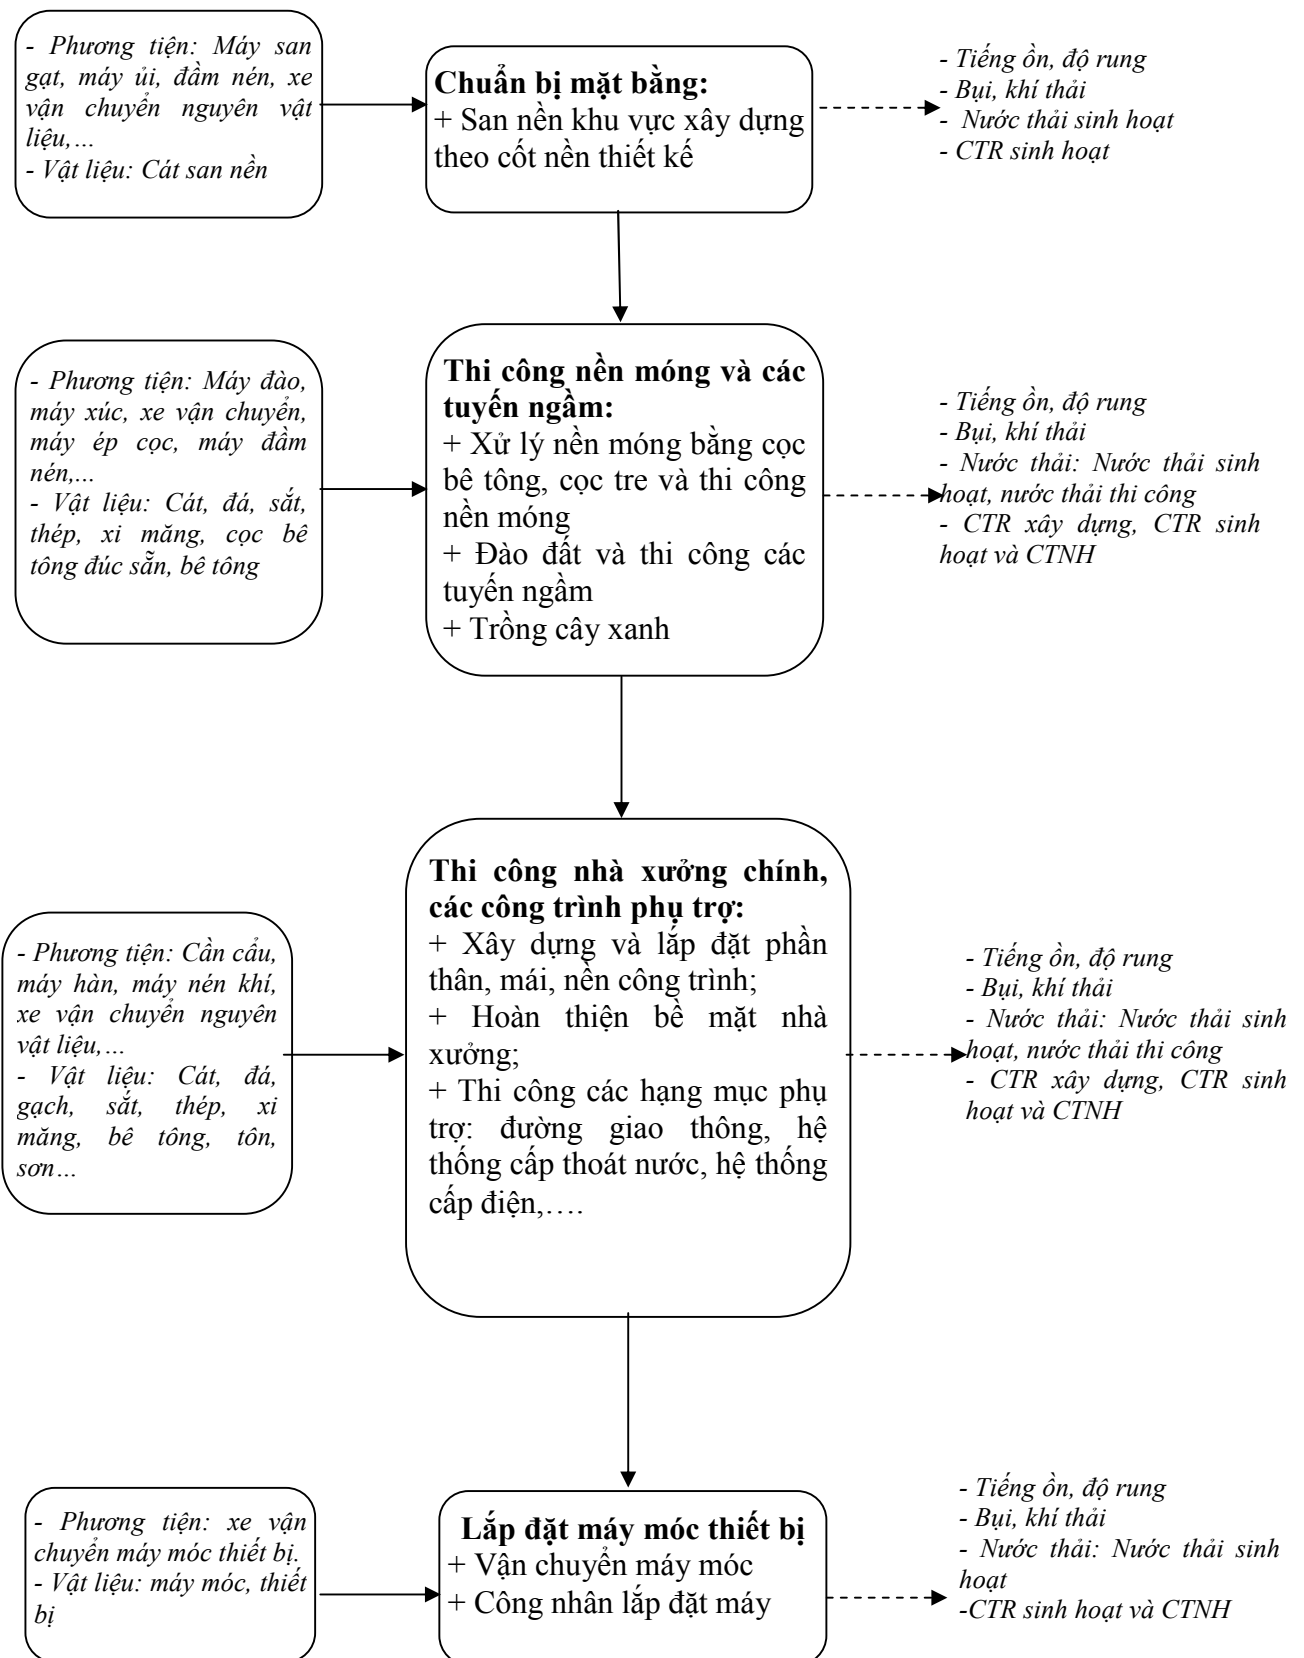 - Phương tiện: Máy san
gạt, máy ủi, đầm nén, xe
vận chuyển nguyên vật
liệu,…
- Vật liệu: Cát san nền
Chuẩn bị mặt bằng:
+ San nền khu vực xây dựng
theo cốt nền thiết kế
- Tiếng ồn, độ rung
- Bụi, khí thải
- Nước thải sinh hoạt
- CTR sinh hoạt
- Phương tiện: Máy đào,
máy xúc, xe vận chuyển,
máy ép cọc, máy đầm
nén,...
- Vật liệu: Cát, đá, sắt,
thép, xi măng, cọc bê
tông đúc sẵn, bê tông
Thi công nền móng và các
tuyến ngầm:
+ Xử lý nền móng bằng cọc
bê tông, cọc tre và thi công
nền móng
+ Đào đất và thi công các
tuyến ngầm
+ Trồng cây xanh
- Tiếng ồn, độ rung
- Bụi, khí thải
- Nước thải: Nước thải sinh
hoạt, nước thải thi công
- CTR xây dựng, CTR sinh
hoạt và CTNH
- Phương tiện: Cần cẩu,
máy hàn, máy nén khí,
xe vận chuyển nguyên
vật liệu,…
- Vật liệu: Cát, đá,
gạch, sắt, thép, xi
măng, bê tông, tôn,
sơn…
Thi công nhà xưởng chính,
các công trình phụ trợ:
+ Xây dựng và lắp đặt phần
thân, mái, nền công trình;
+ Hoàn thiện bề mặt nhà
xưởng;
+ Thi công các hạng mục phụ
trợ: đường giao thông, hệ
thống cấp thoát nước, hệ thống
cấp điện,….
- Tiếng ồn, độ rung
- Bụi, khí thải
- Nước thải: Nước thải sinh
hoạt, nước thải thi công
- CTR xây dựng, CTR sinh
hoạt và CTNH
- Phương tiện: xe vận
chuyển máy móc thiết bị.
- Vật liệu: máy móc, thiết
bị
Lắp đặt máy móc thiết bị
+ Vận chuyển máy móc
+ Công nhân lắp đặt máy
- Tiếng ồn, độ rung
- Bụi, khí thải
- Nước thải: Nước thải sinh
hoạt
-CTR sinh hoạt và CTNH